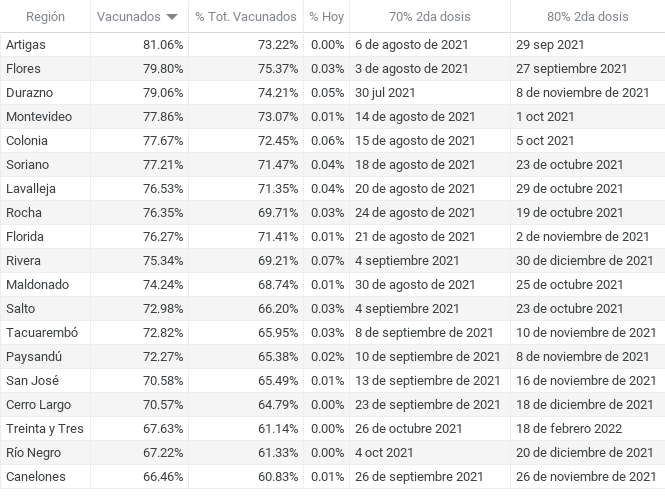 Región Vacunados % Tot. Vacunados % Hoy 70% 2da dosis 80% 2da dosis
Artigas 81.06% 73.22% 0.00% 6 de agosto de 2021 29 sep 2021
Flores 79.80% 75.37% 0.03% 3 de agosto de 2021 27 septiembre 2021
Durazno 79.06% 74.21% 0.05% 30 jul 2021 8 de noviembre de 2021
Montevideo 77.86% 73.07% 0.01% 14 de agosto de 2021 1 oct 2021
Colonia 77.67% 72.45% 0.06% 15 de agosto de 2021 5 oct 2021
Soriano 77.21% 71.47% 0.04% 18 de agosto de 2021 23 de octubre 2021
Lavalleja 76.53% 71.35% 0.04% 20 de agosto de 2021 29 de octubre 2021
Rocha 76.35% 69.71% 0.03% 24 de agosto de 2021 19 de octubre 2021
Florida 76.27% 71.41% 0.01% 21 de agosto de 2021 2 de noviembre de 2021
Rivera 75.34% 69.21% 0.07% 4 septiembre 2021 30 de diciembre de 2021
Maldonado 74.24% 68.74% 0.01% 30 de agosto de 2021 25 de octubre 2021
Salto 72.98% 66.20% 0.03% 4 septiembre 2021 23 de octubre 2021
Tacuarembó 72.82% 65.95% 0.03% 8 de septiembre de 2021 10 de noviembre de 2021
Paysandú 72.27% 65.38% 0.02% 10 de septiembre de 2021 8 de noviembre de 2021
San José 70.58% 65.49% 0.01% 13 de septiembre de 2021 16 de noviembre de 2021
Cerro Largo 70.57% 64.79% 0.00% 23 de septiembre de 2021 18 de diciembre de 2021
Treinta y Tres 67.63% 61.14% 0.00% 26 de octubre 2021 18 de febrero 2022
Río Negro 67.22% 61.33% 0.00% 4 oct 2021 20 de diciembre de 2021
Canelones 66.46% 60.83% 0.01% 26 de septiembre 2021 26 de noviembre de 2021